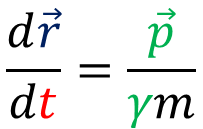 dr⃗/dt = p⃗/γm